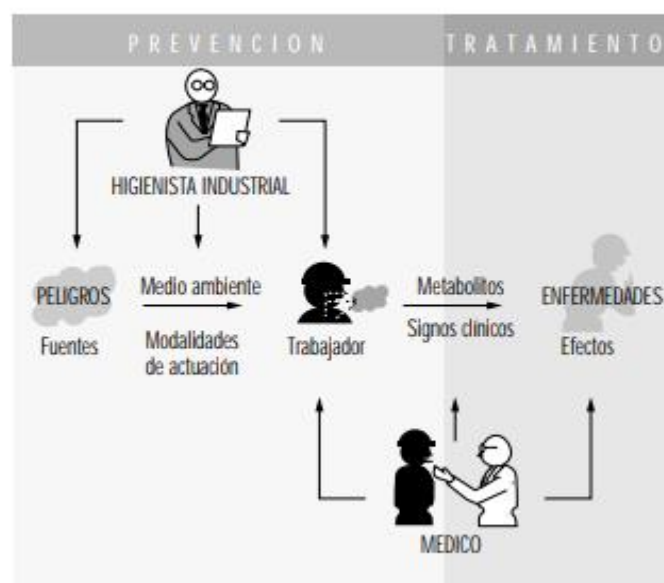 PREVENCION
TRATAMIENTO
HIGIENISTA INDUSTRIAL
PELIGROS
Fuentes
Medio ambiente
Modalidades
de actuación
Trabajador
Metabolitos
Signos clínicos
ENFERMEDADES
Efectos
MEDICO